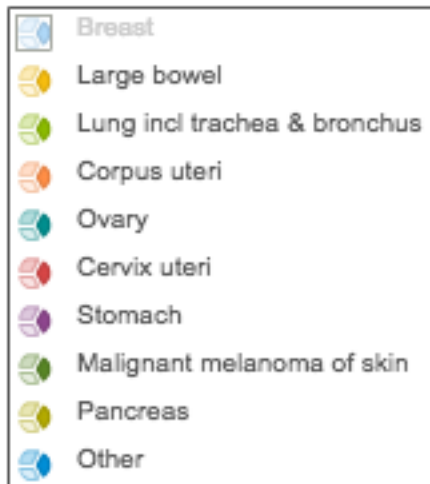 Breast
Large bowel
Lung incl trachea & bronchus
Corpus uteri
Ovary
Cervix uteri
Stomach
Malignant melanoma of skin
Pancreas
Other